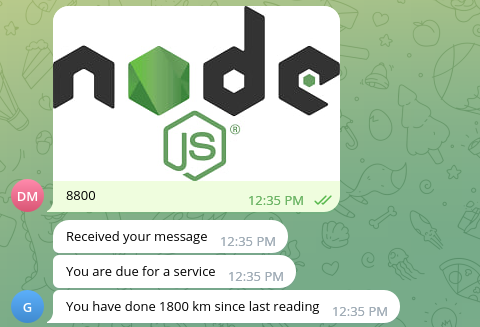 node
JS ®
8800
12:35 PM
DM
Received your message 12:35 PM
You are due for a service 12:35 PM
G
You have done 1800 km since last reading 12:35 PM